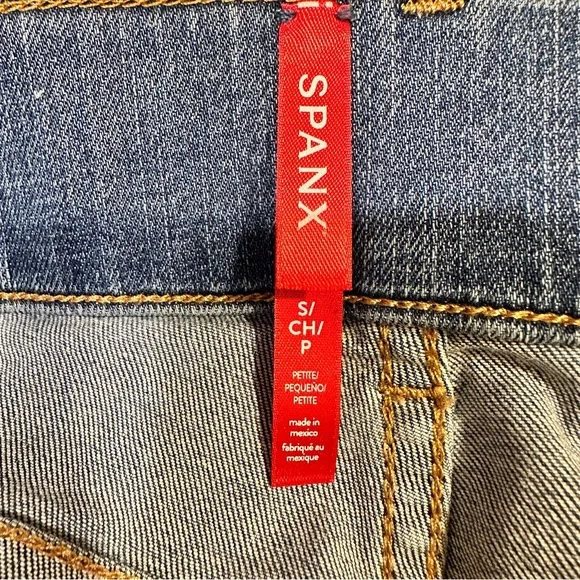 SPANX
S/
CH/
P
PETITE/
PEQUEÑO/
PETITE
made in
mexico
fabriqué au
mexique